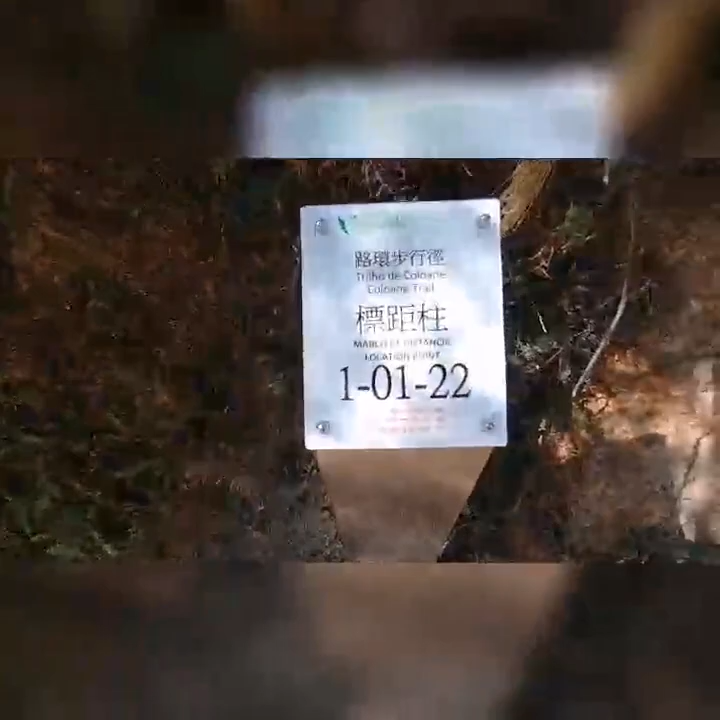 路環步行徑
Trilho de Coloane
Coloane Trail
標距柱
MARCO DE DISTÂNCIA
LOCATION POINT
1-01-22